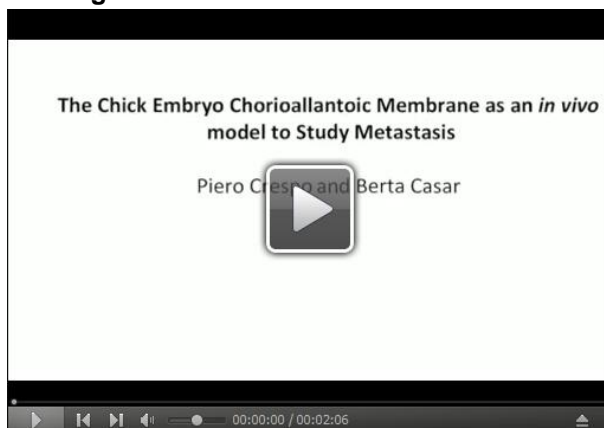 The Chick Embryo Chorioallantoic Membrane as an in vivo
model to Study Metastasis
Piero Crespo and Berta Casar
00:00:00 / 00:02:06